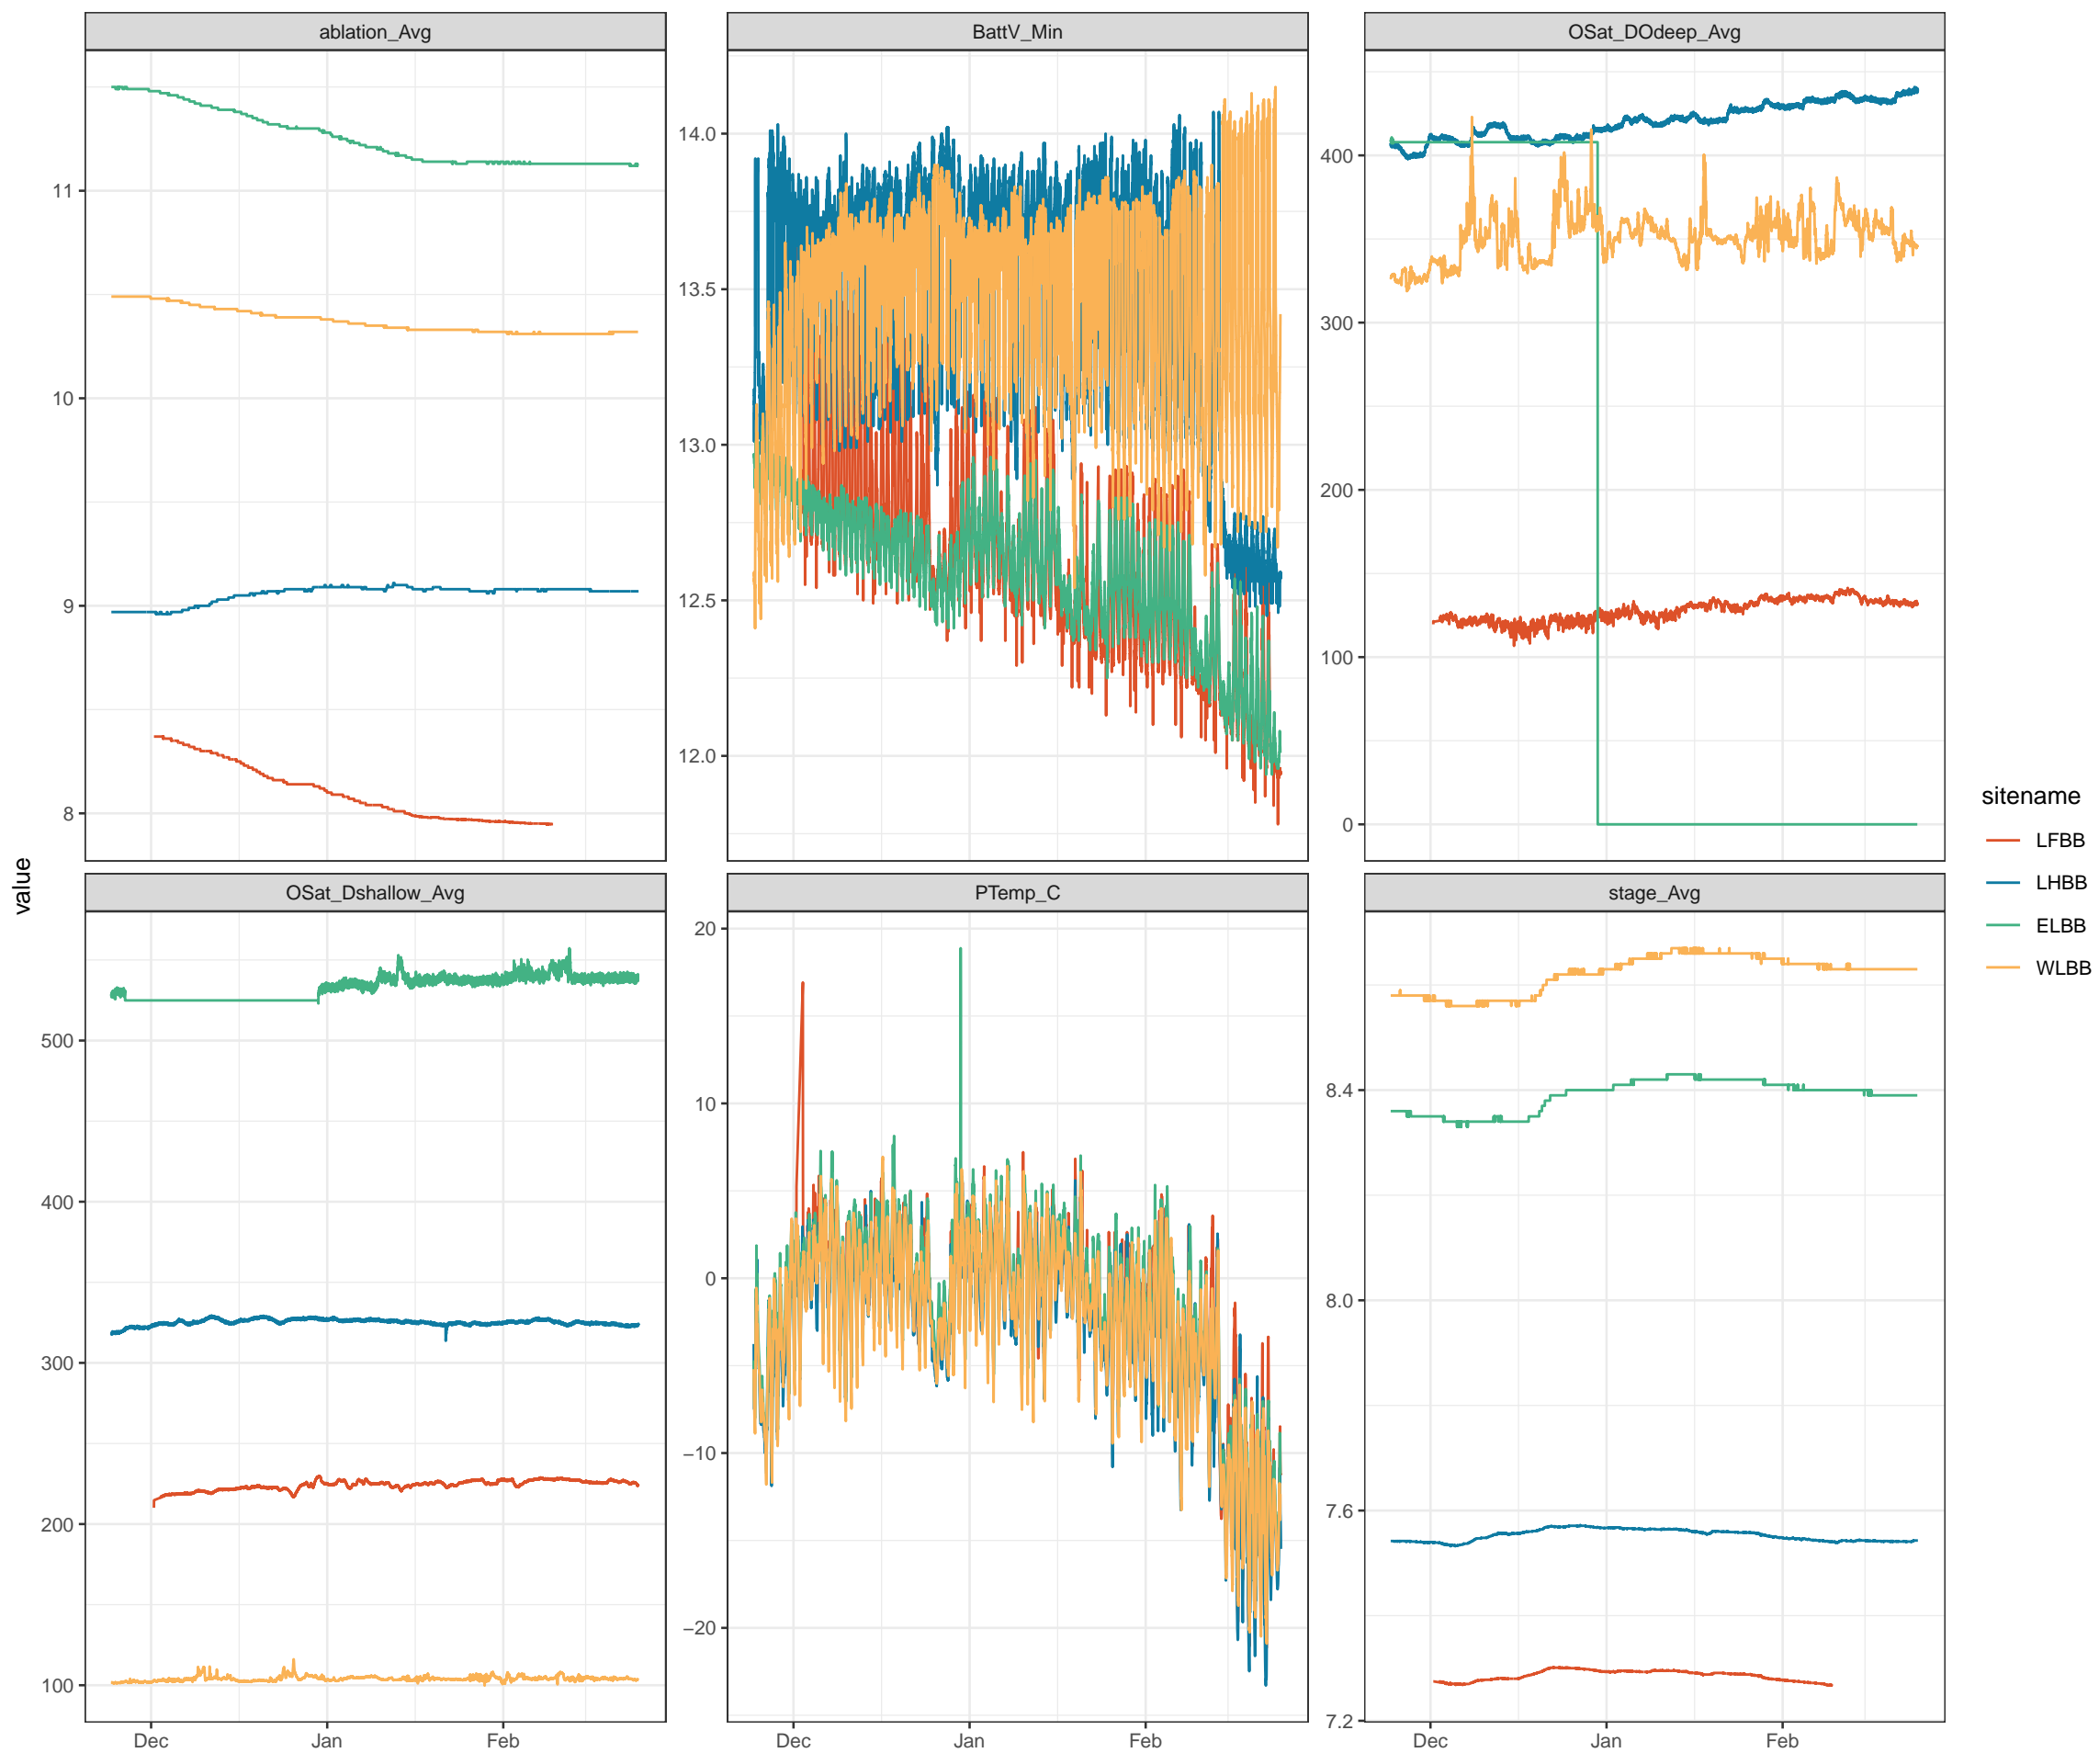 ablation_Avg
BattV_Min
OSat_DOdeep_Avg
11
10
9
8
14.0
13.5
13.0
12.5
12.0
400
300
200
100
0
value
OSat_Dshallow_Avg
PTemp_C
stage_Avg
500
400
300
200
100
20
10
0
−10
−20
8.4
8.0
7.6
7.2
Dec Jan Feb
Dec Jan Feb
Dec Jan Feb
sitename
LFBB
LHBB
ELBB
WLBB